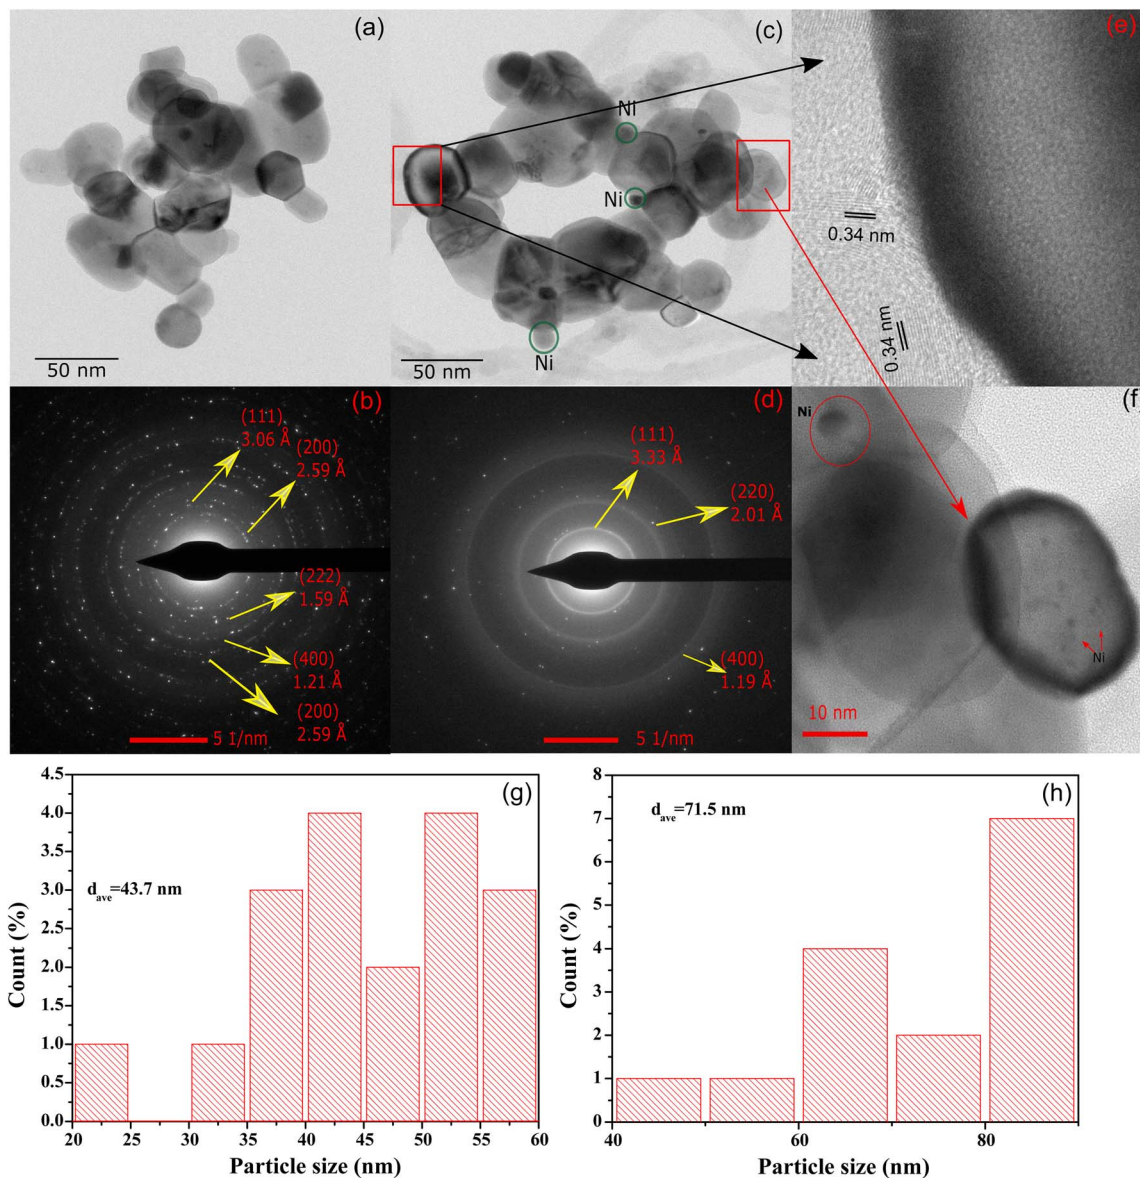 (a)
50 nm
(c)
Ni
Ni
Ni
50 nm
(e)
0.34 nm
0.34 nm
(b)
(111)
3.06 Å
(200)
2.59 Å
(222)
1.59 Å
(400)
1.21 Å
(200)
2.59 Å
5 1/nm
(d)
(111)
3.33 Å
(220)
2.01 Å
(400)
1.19 Å
5 1/nm
(f)
Ni
Ni
10 nm
(g)
d_ave=43.7 nm
Count (%)
4.5
4.0
3.5
3.0
2.5
2.0
1.5
1.0
0.5
0.0
20 25 30 35 40 45 50 55 60
Particle size (nm)
(h)
d_ave=71.5 nm
Count (%)
8
7
6
5
4
3
2
1
0
40 60 80
Particle size (nm)